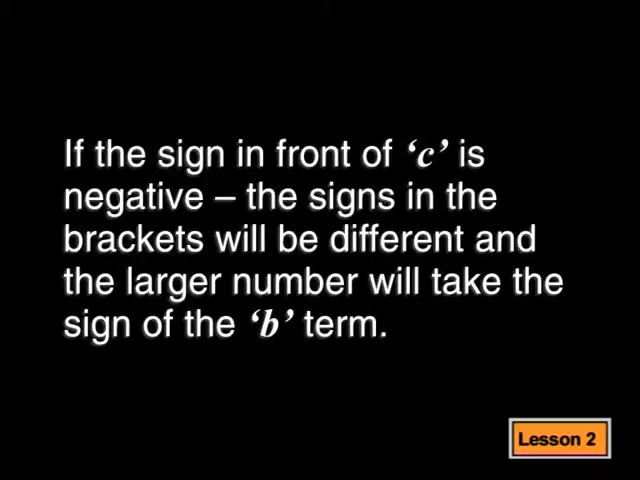 If the sign in front of ‘c’ is
negative – the signs in the
brackets will be different and
the larger number will take the
sign of the ‘b’ term.
Lesson 2